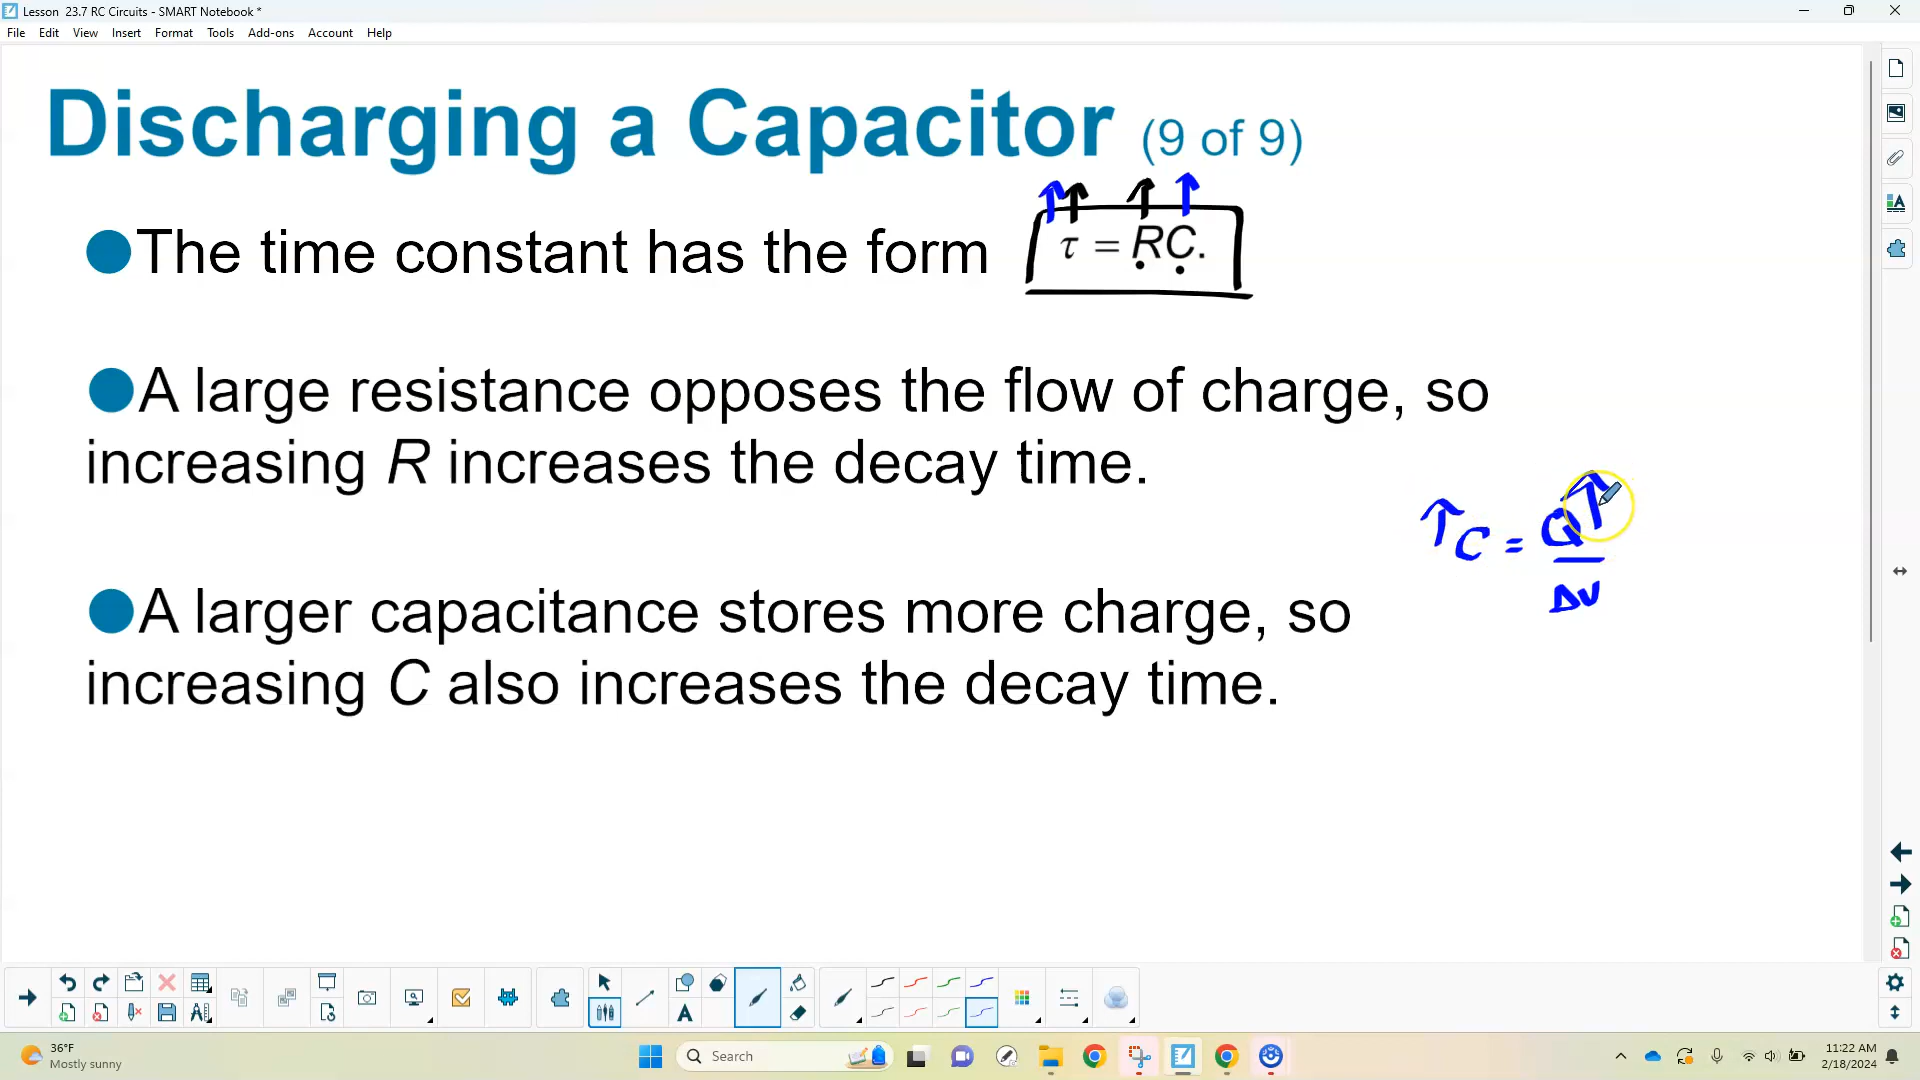 Lesson 23.7 RC Circuits - SMART Notebook *
File Edit View Insert Format Tools Add-ons Account Help
Discharging a Capacitor (9 of 9)
↑↑ ↑ ↑
The time constant has the form τ = RC.
A large resistance opposes the flow of charge, so
increasing R increases the decay time.
↑C = Q↑
ΔV
A larger capacitance stores more charge, so
increasing C also increases the decay time.
A
A
36°F
Mostly sunny
Search
11:22 AM
2/18/2024